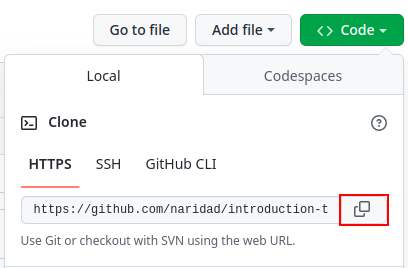 Go to file Add file <> Code
Local Codespaces
Clone
HTTPS SSH GitHub CLI
https://github.com/naridad/introduction-t
Use Git or checkout with SVN using the web URL.